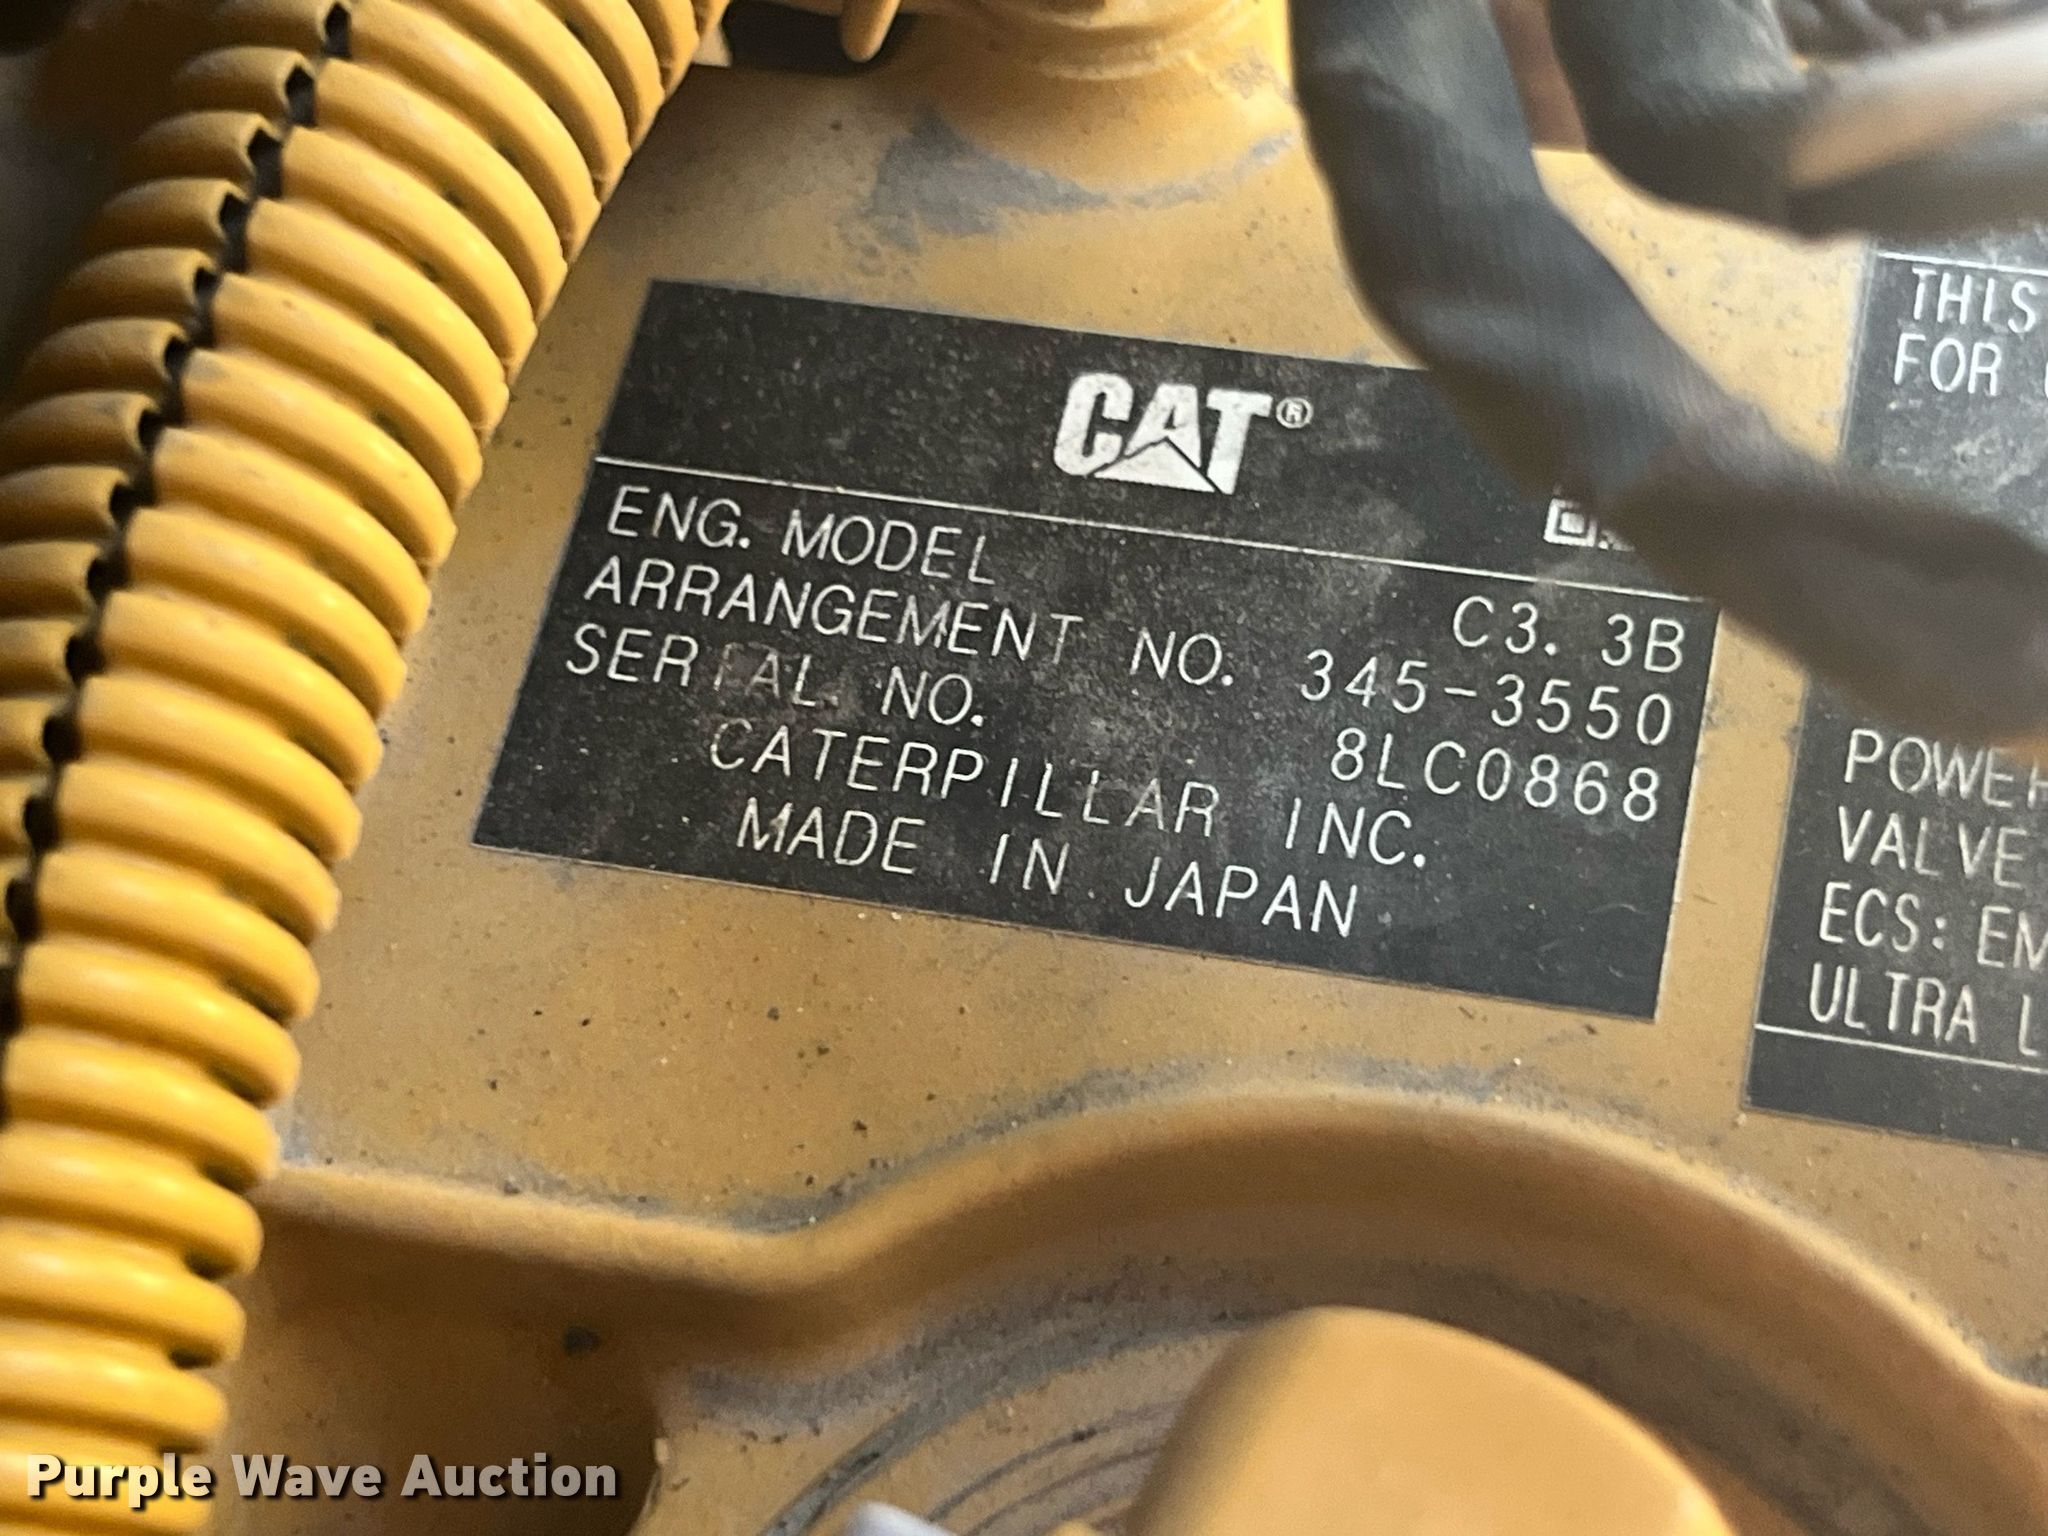 CAT®
ENG. MODEL C3.3B
ARRANGEMENT NO. 345-3550
SERIAL NO. 8LC0868
CATERPILLAR INC.
MADE IN JAPAN
THIS
FOR
POWER
VALVE
ECS: EM
ULTRA L
Purple Wave Auction